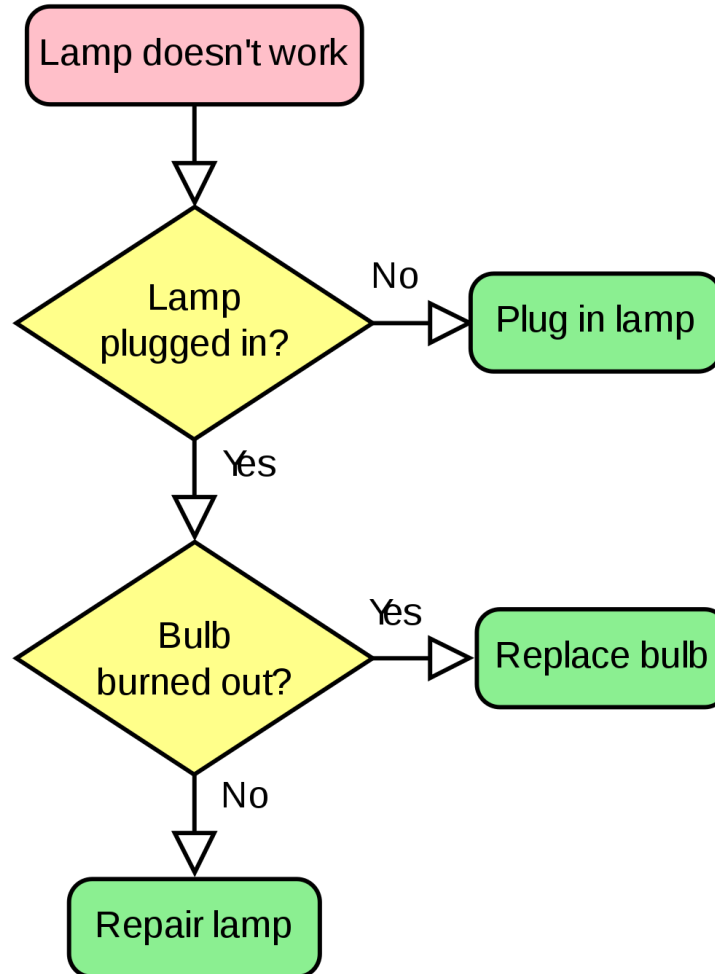 Lamp doesn't work
Lamp
plugged in?
No
Plug in lamp
Yes
Bulb
burned out?
Yes
Replace bulb
No
Repair lamp